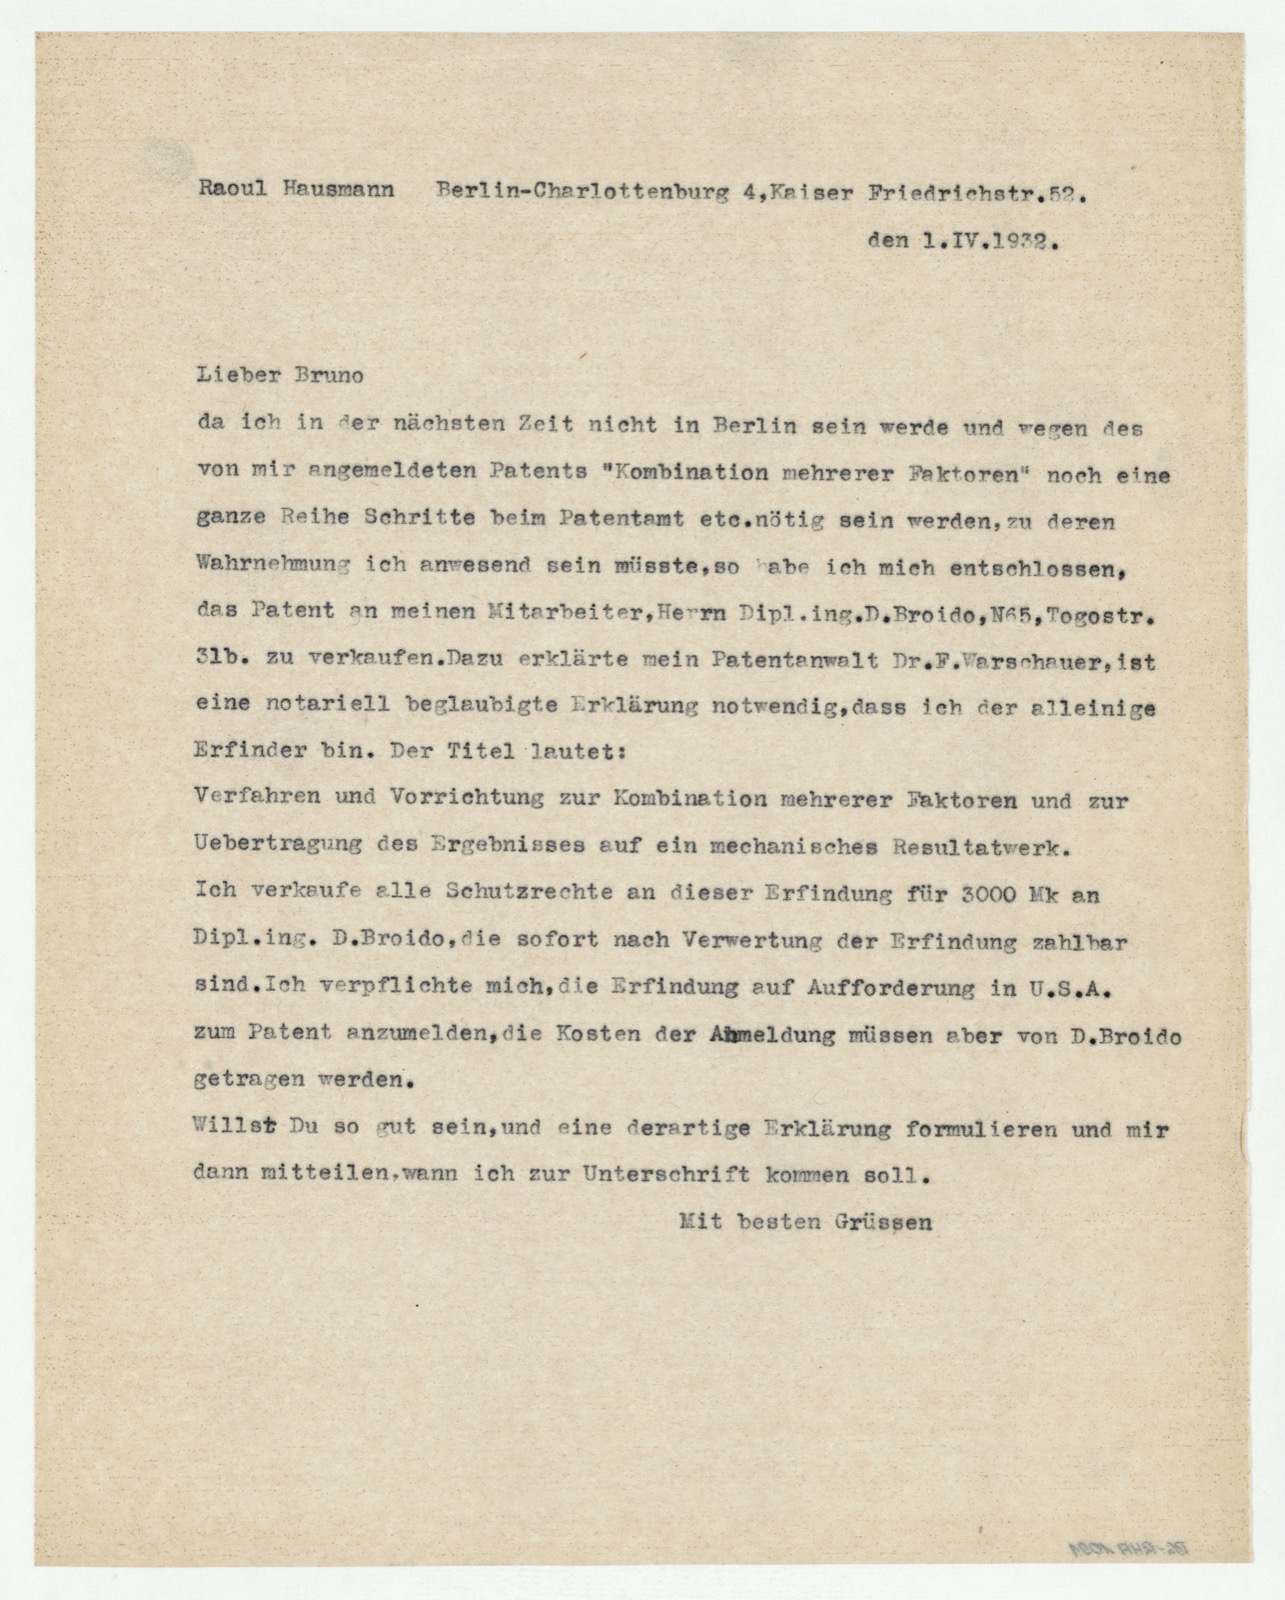 Raoul Hausmann   Berlin-Charlottenburg 4,Kaiser Friedrichstr.52.
den 1.IV.1932.
Lieber Bruno
da ich in der nächsten Zeit nicht in Berlin sein werde und wegen des
von mir angemeldeten Patents "Kombination mehrerer Faktoren" noch eine
ganze Reihe Schritte beim Patentamt etc.nötig sein werden,zu deren
Wahrnehmung ich anwesend sein müsste,so habe ich mich entschlossen,
das Patent an meinen Mitarbeiter,Herrn Dipl.ing.D.Broido,N65,Togostr.
31b. zu verkaufen.Dazu erklärte mein Patentanwalt Dr.F.Warschauer,ist
eine notariell beglaubigte Erklärung notwendig,dass ich der alleinige
Erfinder bin. Der Titel lautet:
Verfahren und Vorrichtung zur Kombination mehrerer Faktoren und zur
Uebertragung des Ergebnisses auf ein mechanisches Resultatwerk.
Ich verkaufe alle Schutzrechte an dieser Erfindung für 3000 Mk an
Dipl.ing. D.Broido,die sofort nach Verwertung der Erfindung zahlbar
sind.Ich verpflichte mich,die Erfindung auf Aufforderung in U.S.A.
zum Patent anzumelden,die Kosten der Anmeldung müssen aber von D.Broido
getragen werden.
Willst Du so gut sein,und eine derartige Erklärung formulieren und mir
dann mitteilen,wann ich zur Unterschrift kommen soll.
Mit besten Grüssen
BG-RHA 1091